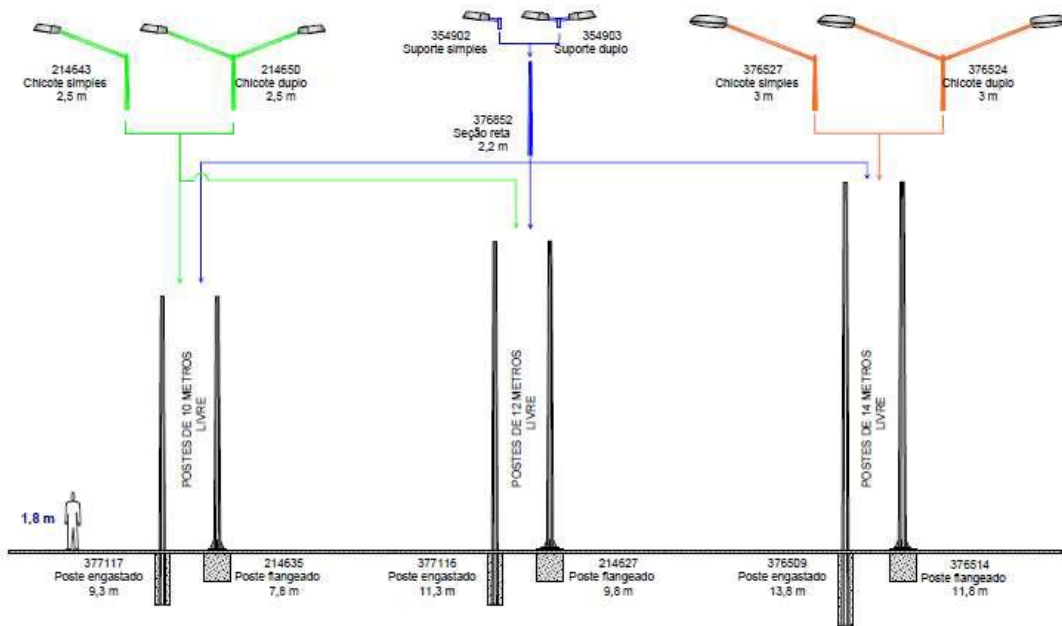 214643
Chicote simples
2,5 m
214650
Chicote duplo
2,5 m
354902
Suporte simples
354903
Suporte duplo
376527
Chicote simples
3 m
376524
Chicote duplo
3 m
376852
Seção reta
2,2 m
POSTES DE 10 METROS
LIVRE
POSTES DE 12 METROS
LIVRE
POSTES DE 14 METROS
LIVRE
1,8 m
377117
Poste engastado
9,3 m
214635
Poste flangeado
7,8 m
377116
Poste engastado
11,3 m
214627
Poste flangeado
9,8 m
376509
Poste engastado
13,8 m
376514
Poste flangeado
11,8 m